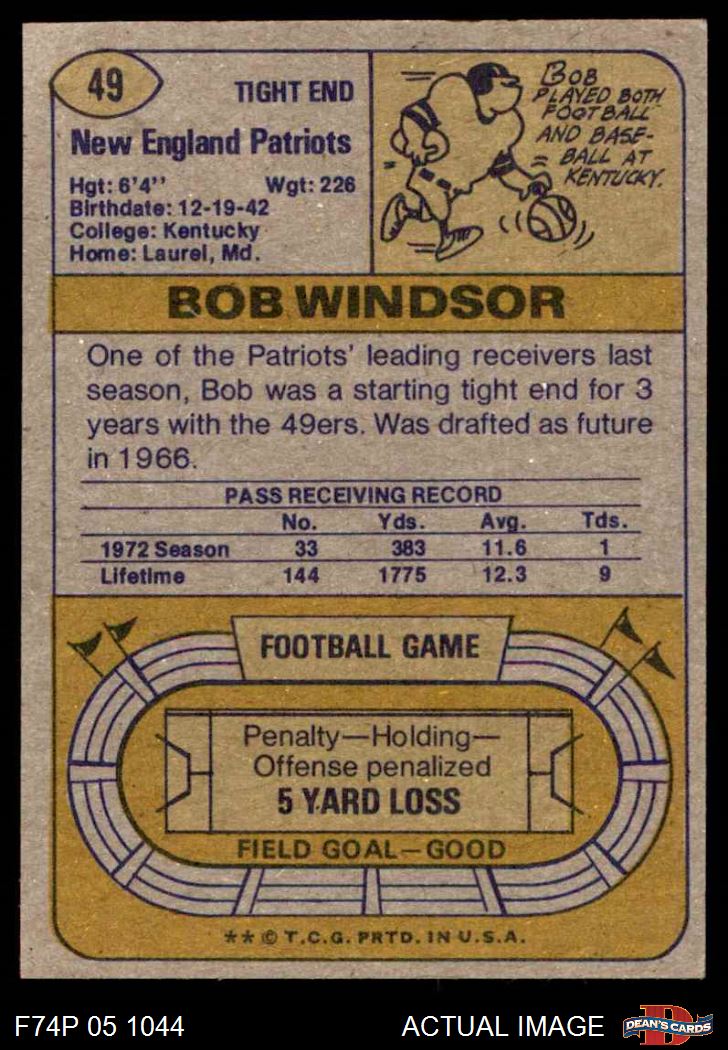 49
TIGHT END
New England Patriots
Hgt: 6'4'' Wgt: 226
Birthdate: 12-19-42
College: Kentucky
Home: Laurel, Md.
BOB
PLAYED BOTH
FOOTBALL
AND BASE-
BALL AT
KENTUCKY.
BOB WINDSOR
One of the Patriots' leading receivers last
season, Bob was a starting tight end for 3
years with the 49ers. Was drafted as future
in 1966.
PASS RECEIVING RECORD
No. Yds. Avg. Tds.
1972 Season 33 383 11.6 1
Lifetime 144 1775 12.3 9
FOOTBALL GAME
Penalty—Holding—
Offense penalized
5 YARD LOSS
FIELD GOAL—GOOD
** © T.C.G. PRTD. IN U.S.A.
F74P 05 1044 ACTUAL IMAGE
D
DEAN'S CARDS